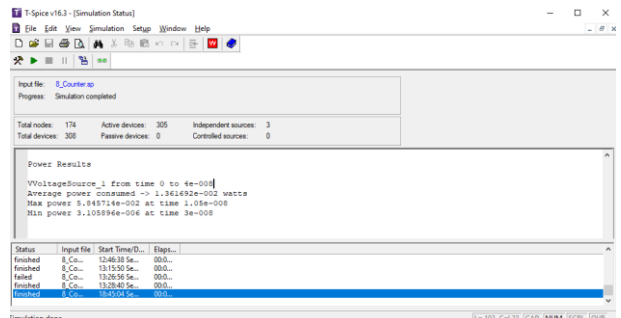 T-Spice v16.3 - [Simulation Status]
File Edit View Simulation Setup Window Help
Input file: 8_Counter.sp
Progress: Simulation completed
Total nodes: 174 Active devices: 305 Independent sources: 3
Total devices: 308 Passive devices: 0 Controlled sources: 0
Power Results
VVoltageSource_1 from time 0 to 4e-008
Average power consumed -> 1.361692e-002 watts
Max power 5.845714e-002 at time 1.05e-008
Min power 3.105896e-006 at time 3e-008
Status Input file Start Time/D... Elaps...
finished 8_Co... 12:46:38 Se... 00:0...
finished 8_Co... 13:15:50 Se... 00:0...
failed 8_Co... 13:26:56 Se... 00:0...
finished 8_Co... 13:28:40 Se... 00:0...
finished 8_Co... 18:45:04 Se... 00:0...